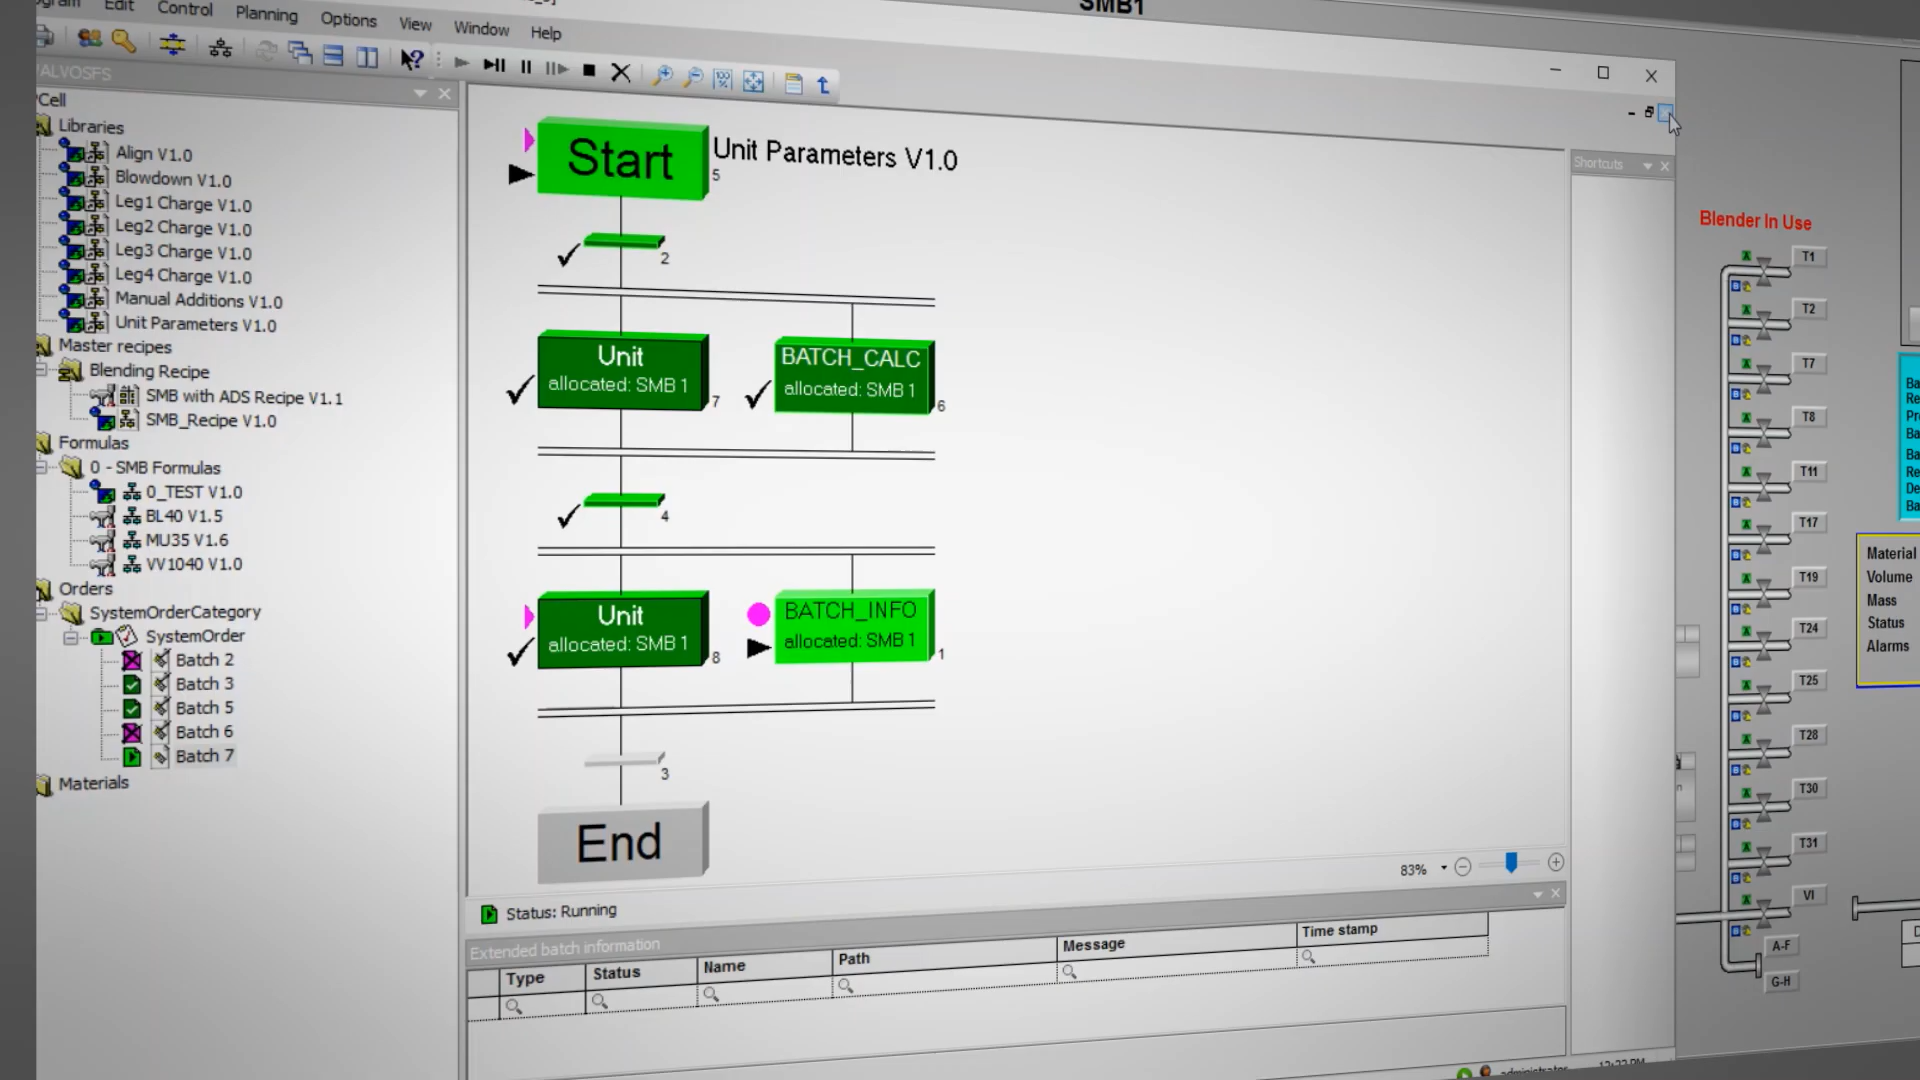 SMB1
Edit Control Planning Options View Window Help
Cell
Libraries
Align V1.0
Blowdown V1.0
Leg1 Charge V1.0
Leg2 Charge V1.0
Leg3 Charge V1.0
Leg4 Charge V1.0
Manual Additions V1.0
Unit Parameters V1.0
Master recipes
Blending Recipe
SMB with ADS Recipe V1.1
SMB_Recipe V1.0
Formulas
0 - SMB Formulas
0_TEST V1.0
BL40 V1.5
MU35 V1.6
VV1040 V1.0
Orders
SystemOrderCategory
SystemOrder
Batch 2
Batch 3
Batch 5
Batch 6
Batch 7
Materials
Start
5
Unit Parameters V1.0
2
Unit
allocated: SMB 1
7
BATCH_CALC
allocated: SMB 1
6
4
Unit
allocated: SMB 1
8
BATCH_INFO
allocated: SMB 1
1
3
End
83%
Status: Running
Extended batch information
Type Status Name Path Message Time stamp
Shortcuts
administrator
Blender In Use
T1
T2
T7
T8
T11
T17
T19
T24
T25
T28
T30
T31
VI
A-F
G-H
Material
Volume
Mass
Status
Alarms